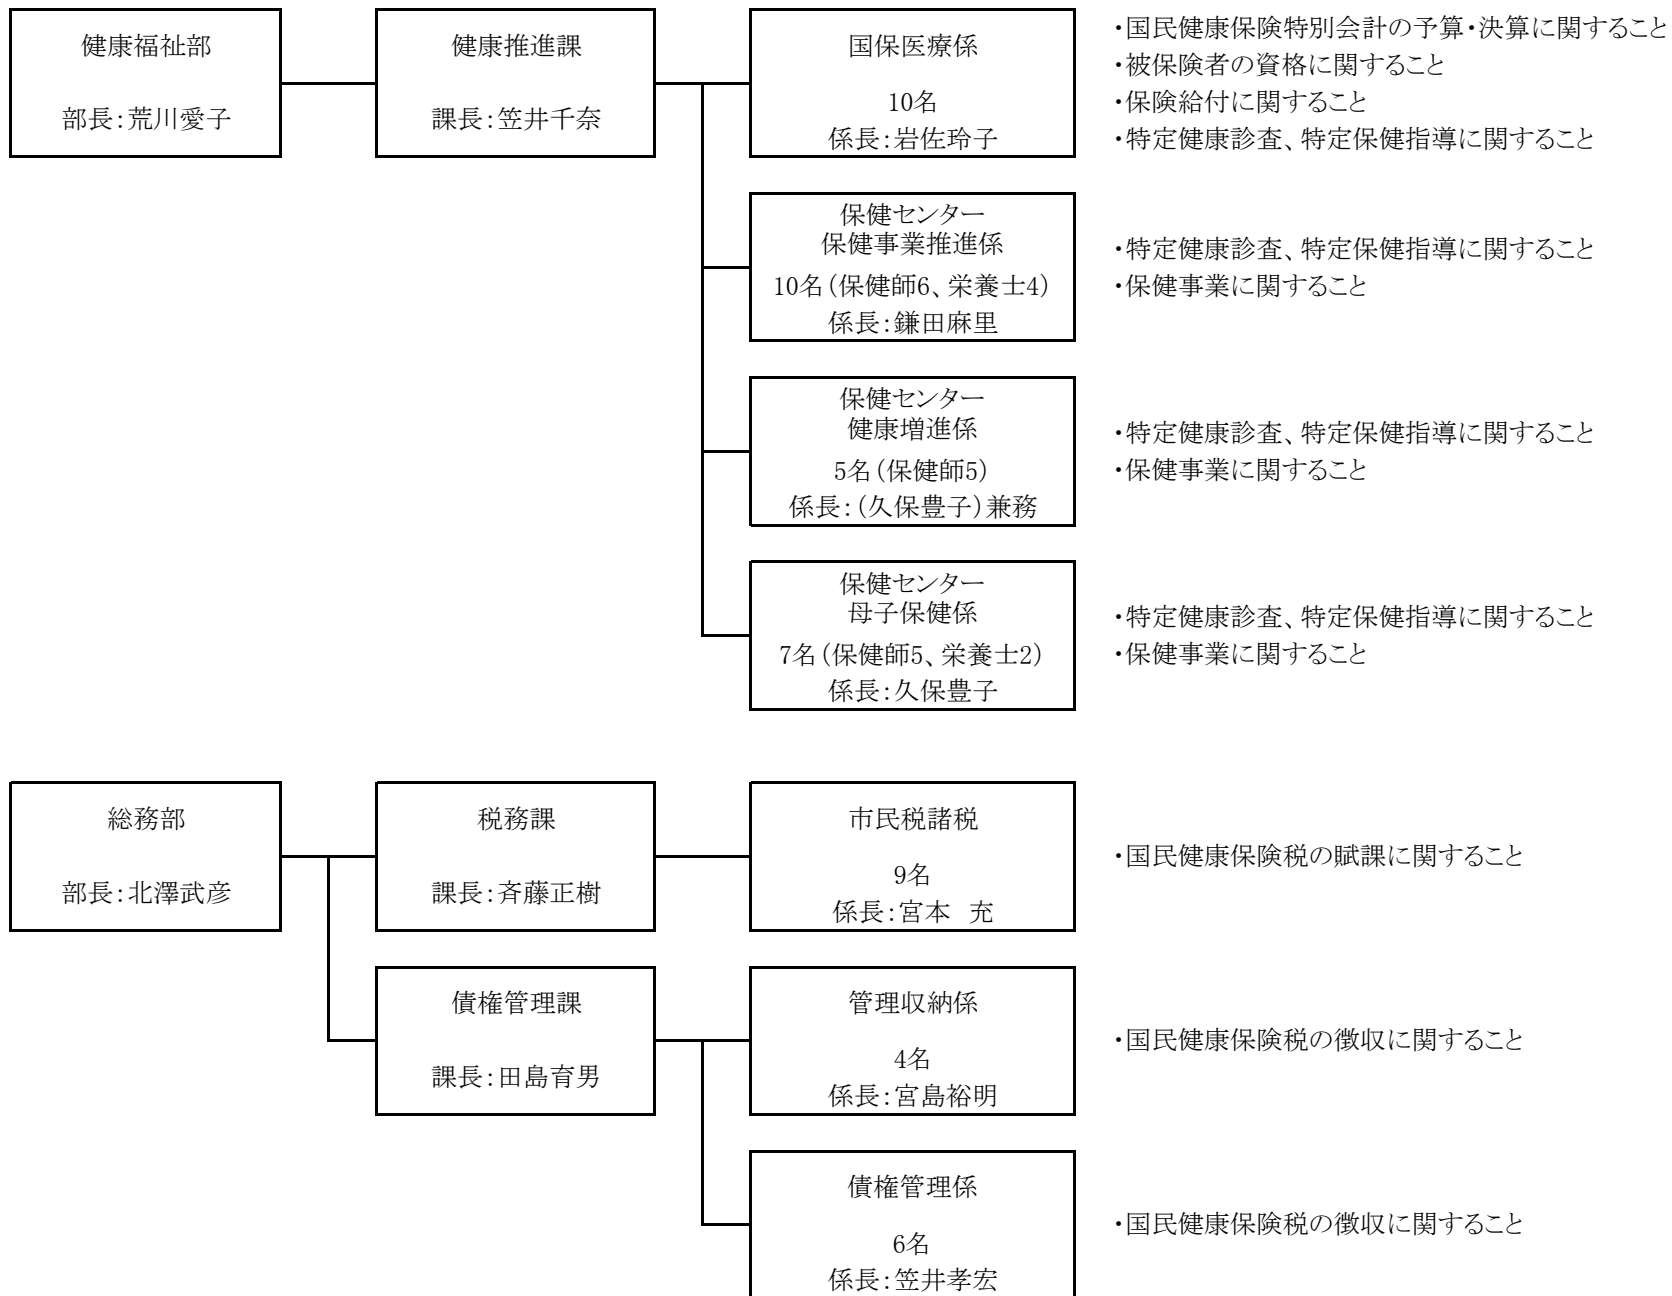 健康福祉部
部長：荒川愛子
健康推進課
課長：笠井千奈
国保医療係
10名
係長：岩佐玲子
・国民健康保険特別会計の予算・決算に関すること
・被保険者の資格に関すること
・保険給付に関すること
・特定健康診査、特定保健指導に関すること
保健センター
保健事業推進係
10名（保健師6、栄養士4）
係長：鎌田麻里
・特定健康診査、特定保健指導に関すること
・保健事業に関すること
保健センター
健康増進係
5名（保健師5）
係長：（久保豊子）兼務
・特定健康診査、特定保健指導に関すること
・保健事業に関すること
保健センター
母子保健係
7名（保健師5、栄養士2）
係長：久保豊子
・特定健康診査、特定保健指導に関すること
・保健事業に関すること
総務部
部長：北澤武彦
税務課
課長：斉藤正樹
市民税諸税
9名
係長：宮本　充
・国民健康保険税の賦課に関すること
債権管理課
課長：田島育男
管理収納係
4名
係長：宮島裕明
・国民健康保険税の徴収に関すること
債権管理係
6名
係長：笠井孝宏
・国民健康保険税の徴収に関すること